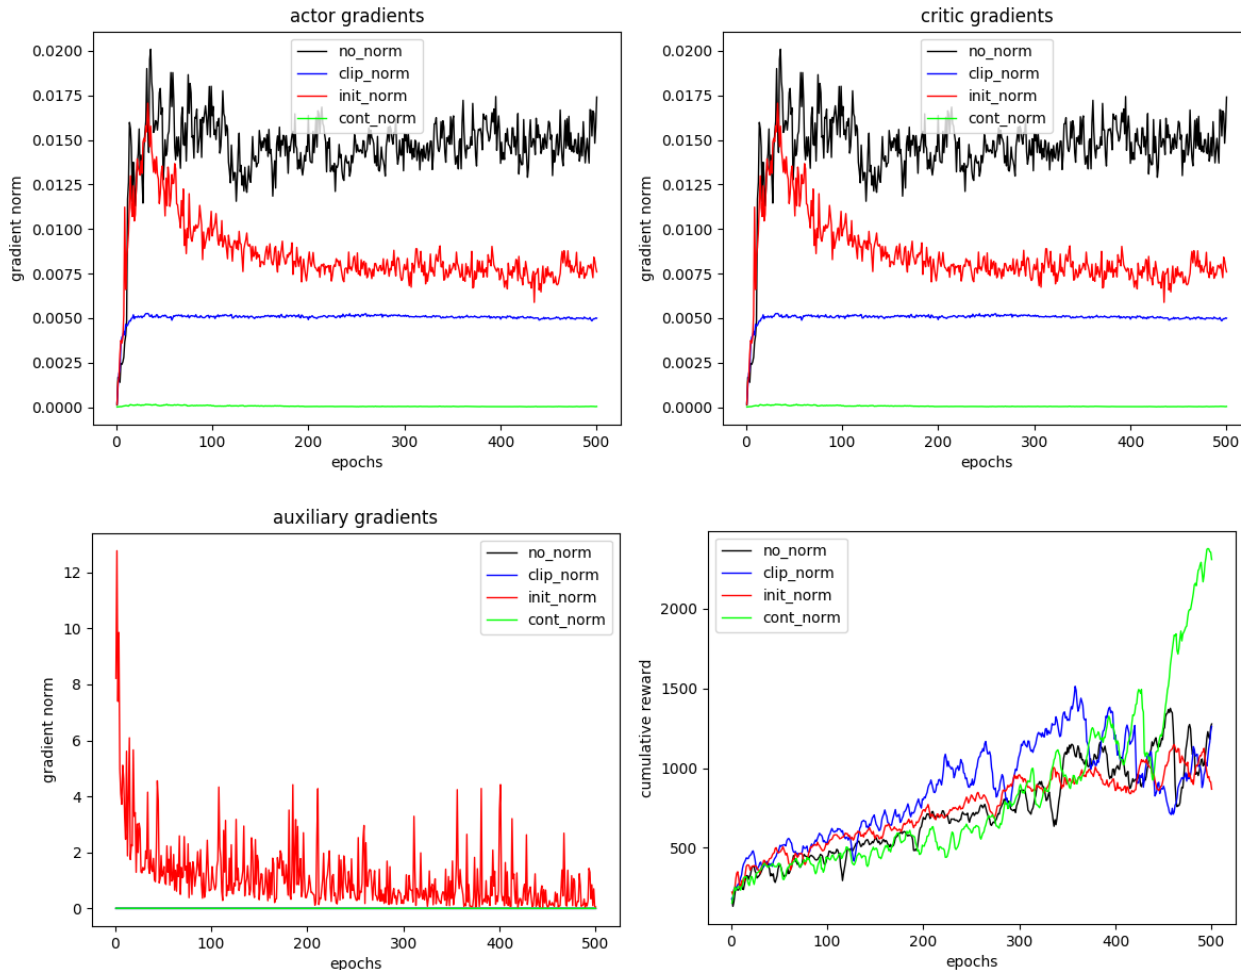 actor gradients
gradient norm
0.0200
0.0175
0.0150
0.0125
0.0100
0.0075
0.0050
0.0025
0.0000
no_norm
clip_norm
init_norm
cont_norm
0 100 200 300 400 500
epochs
critic gradients
gradient norm
0.0200
0.0175
0.0150
0.0125
0.0100
0.0075
0.0050
0.0025
0.0000
no_norm
clip_norm
init_norm
cont_norm
0 100 200 300 400 500
epochs
auxiliary gradients
gradient norm
12
10
8
6
4
2
0
no_norm
clip_norm
init_norm
cont_norm
0 100 200 300 400 500
epochs
cumulative reward
2000
1500
1000
500
no_norm
clip_norm
init_norm
cont_norm
0 100 200 300 400 500
epochs